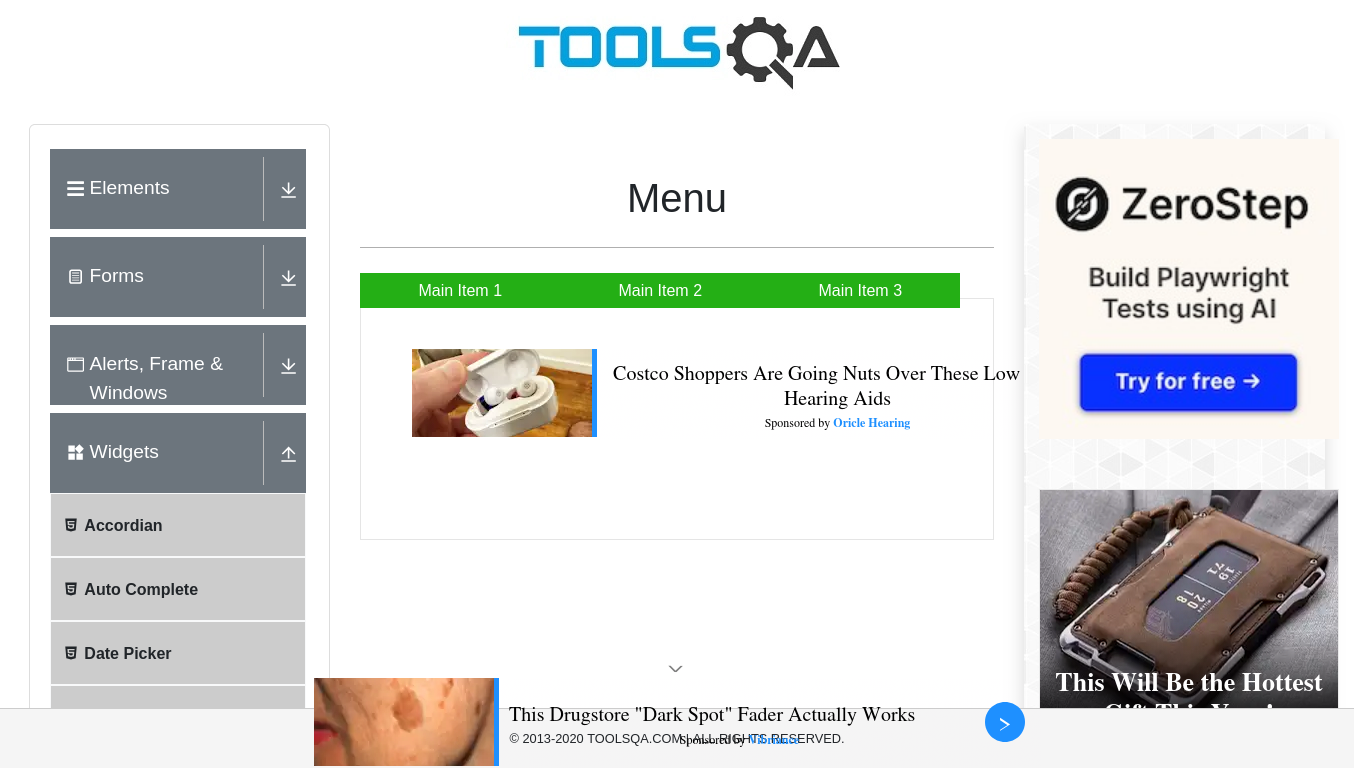 TOOLSQA
Elements
Forms
Alerts, Frame &
Windows
Widgets
Accordian
Auto Complete
Date Picker
Menu
Main Item 1
Main Item 2
Main Item 3
Costco Shoppers Are Going Nuts Over These Low
Hearing Aids
Sponsored by Oricle Hearing
ZeroStep
Build Playwright
Tests using AI
Try for free →
This Will Be the Hottest
This Drugstore "Dark Spot" Fader Actually Works
© 2013-2020 TOOLSQA.COM | ALL RIGHTS RESERVED.
Sponsored by